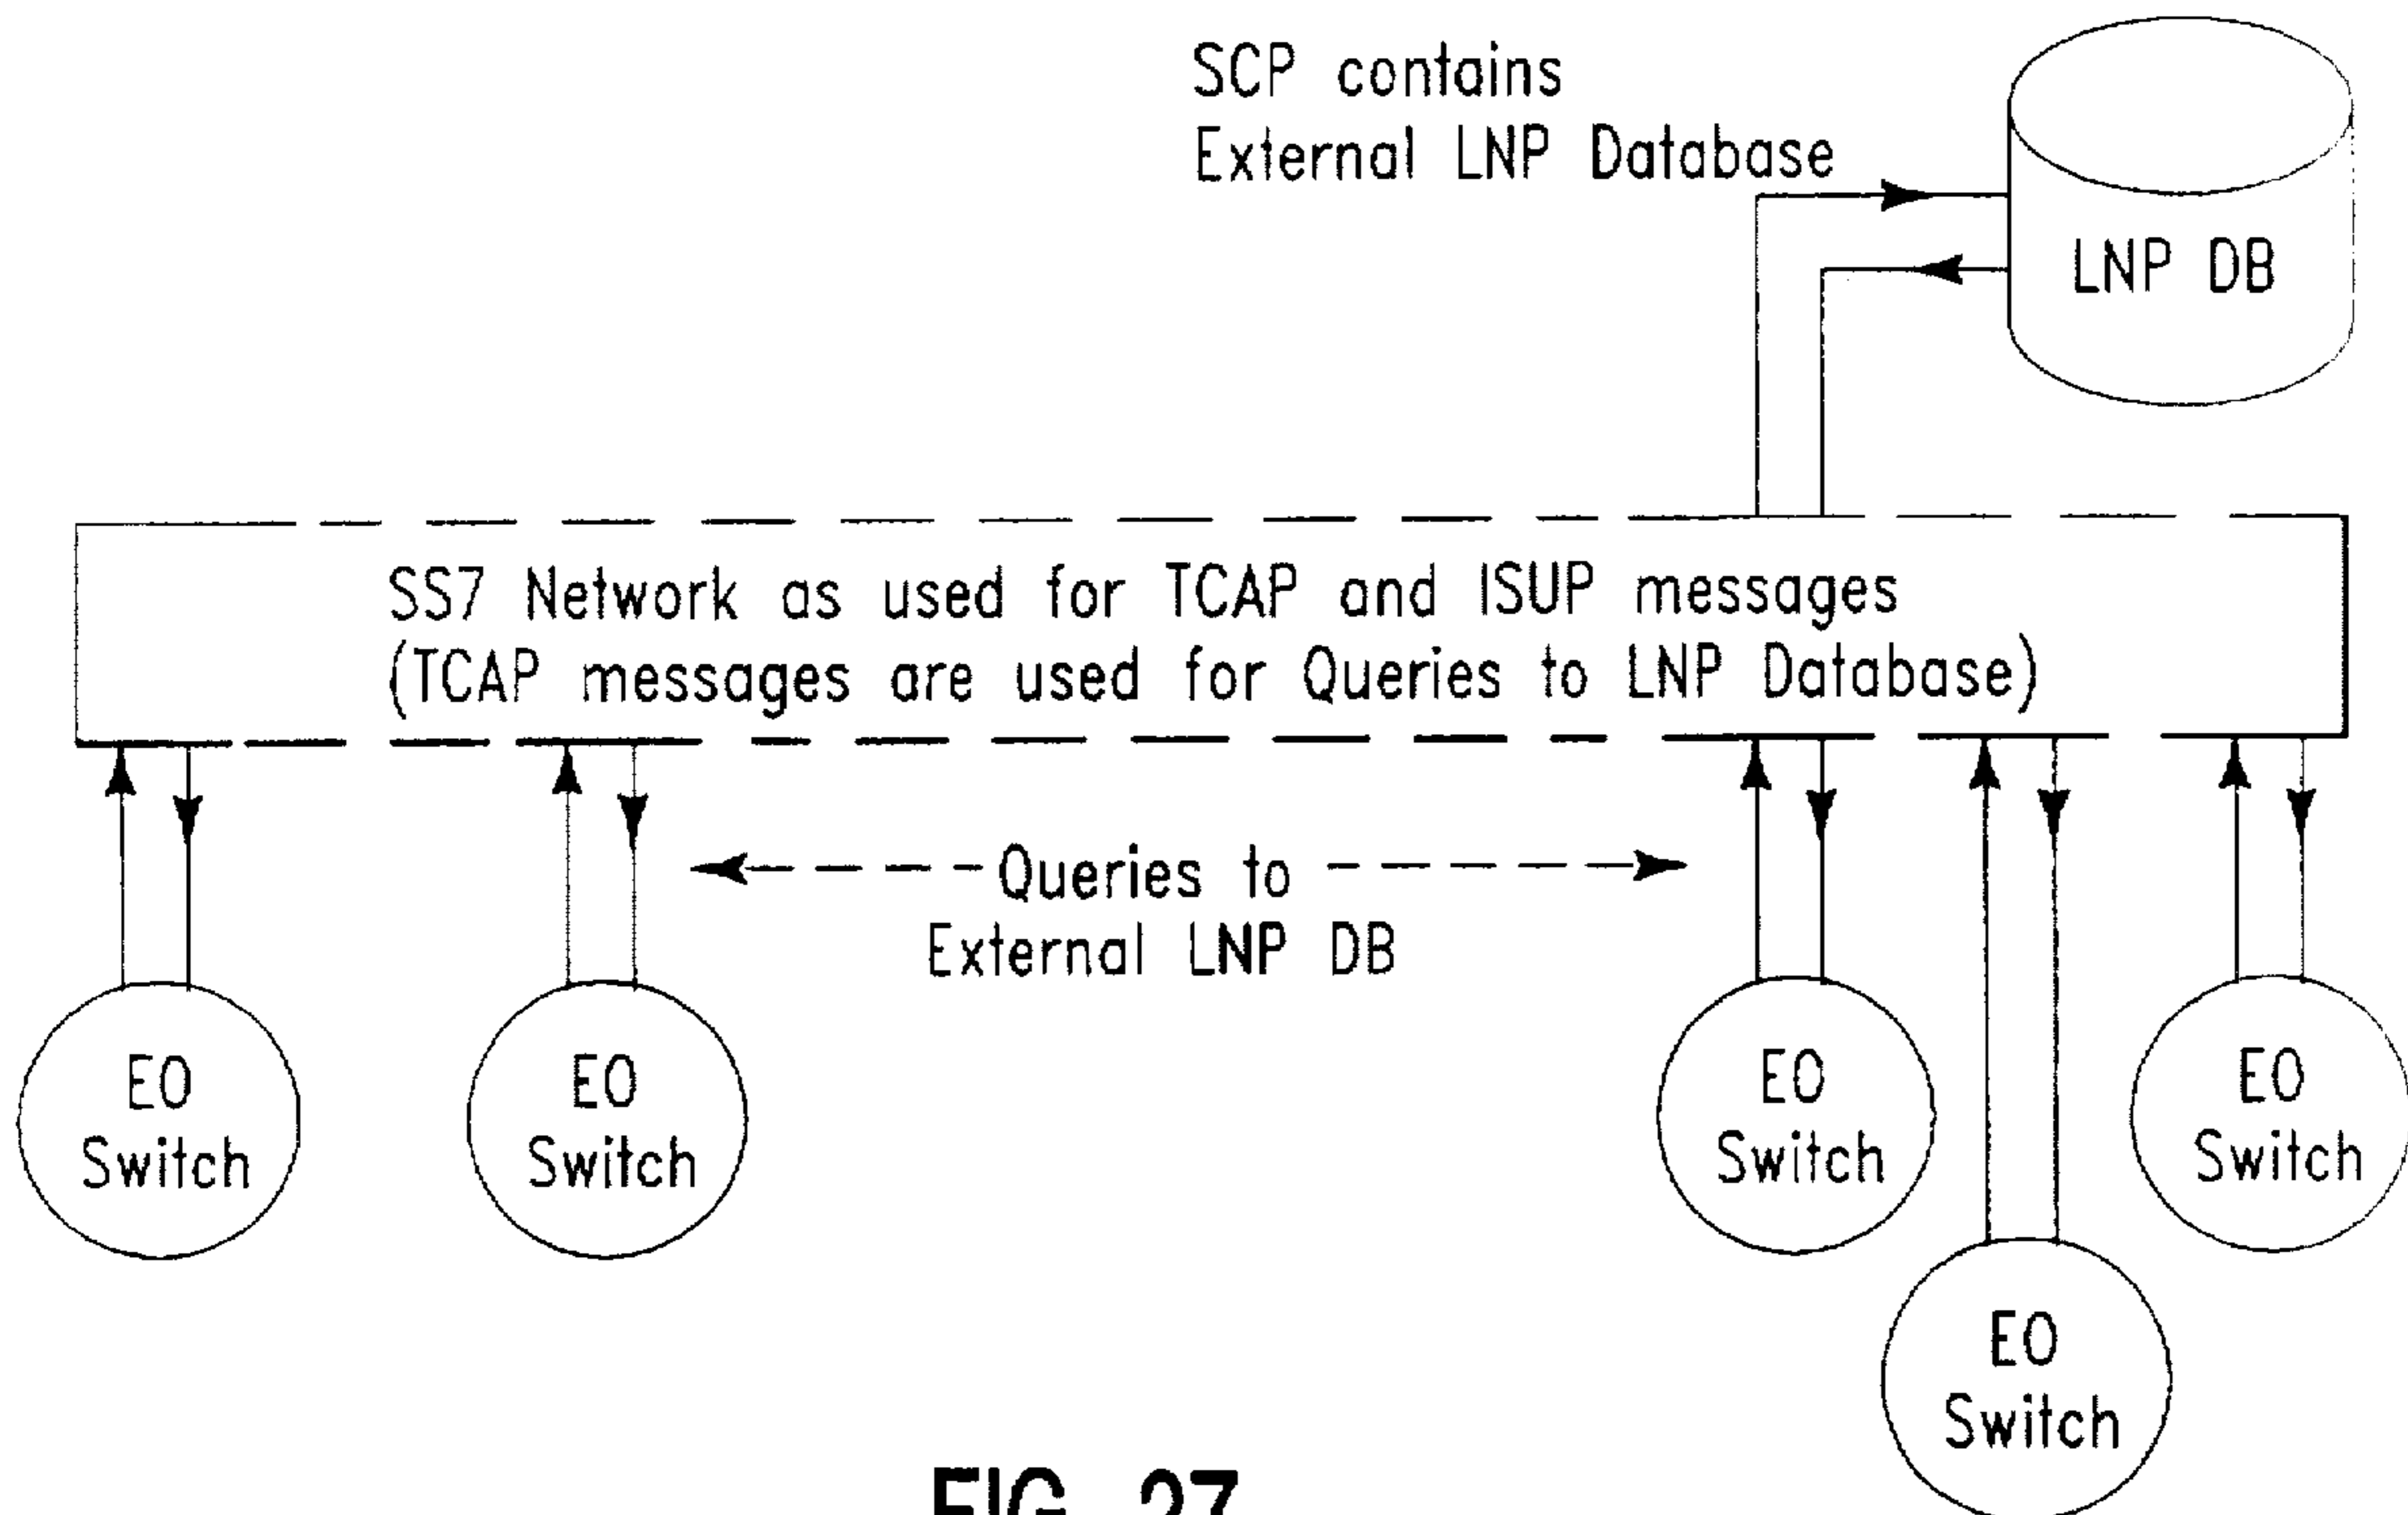 SCP contains
External LNP Database
LNP DB
SS7 Network as used for TCAP and ISUP messages
(TCAP messages are used for Queries to LNP Database)
Queries to
External LNP DB
EO
Switch
EO
Switch
EO
Switch
EO
Switch
EO
Switch
FIG. 27